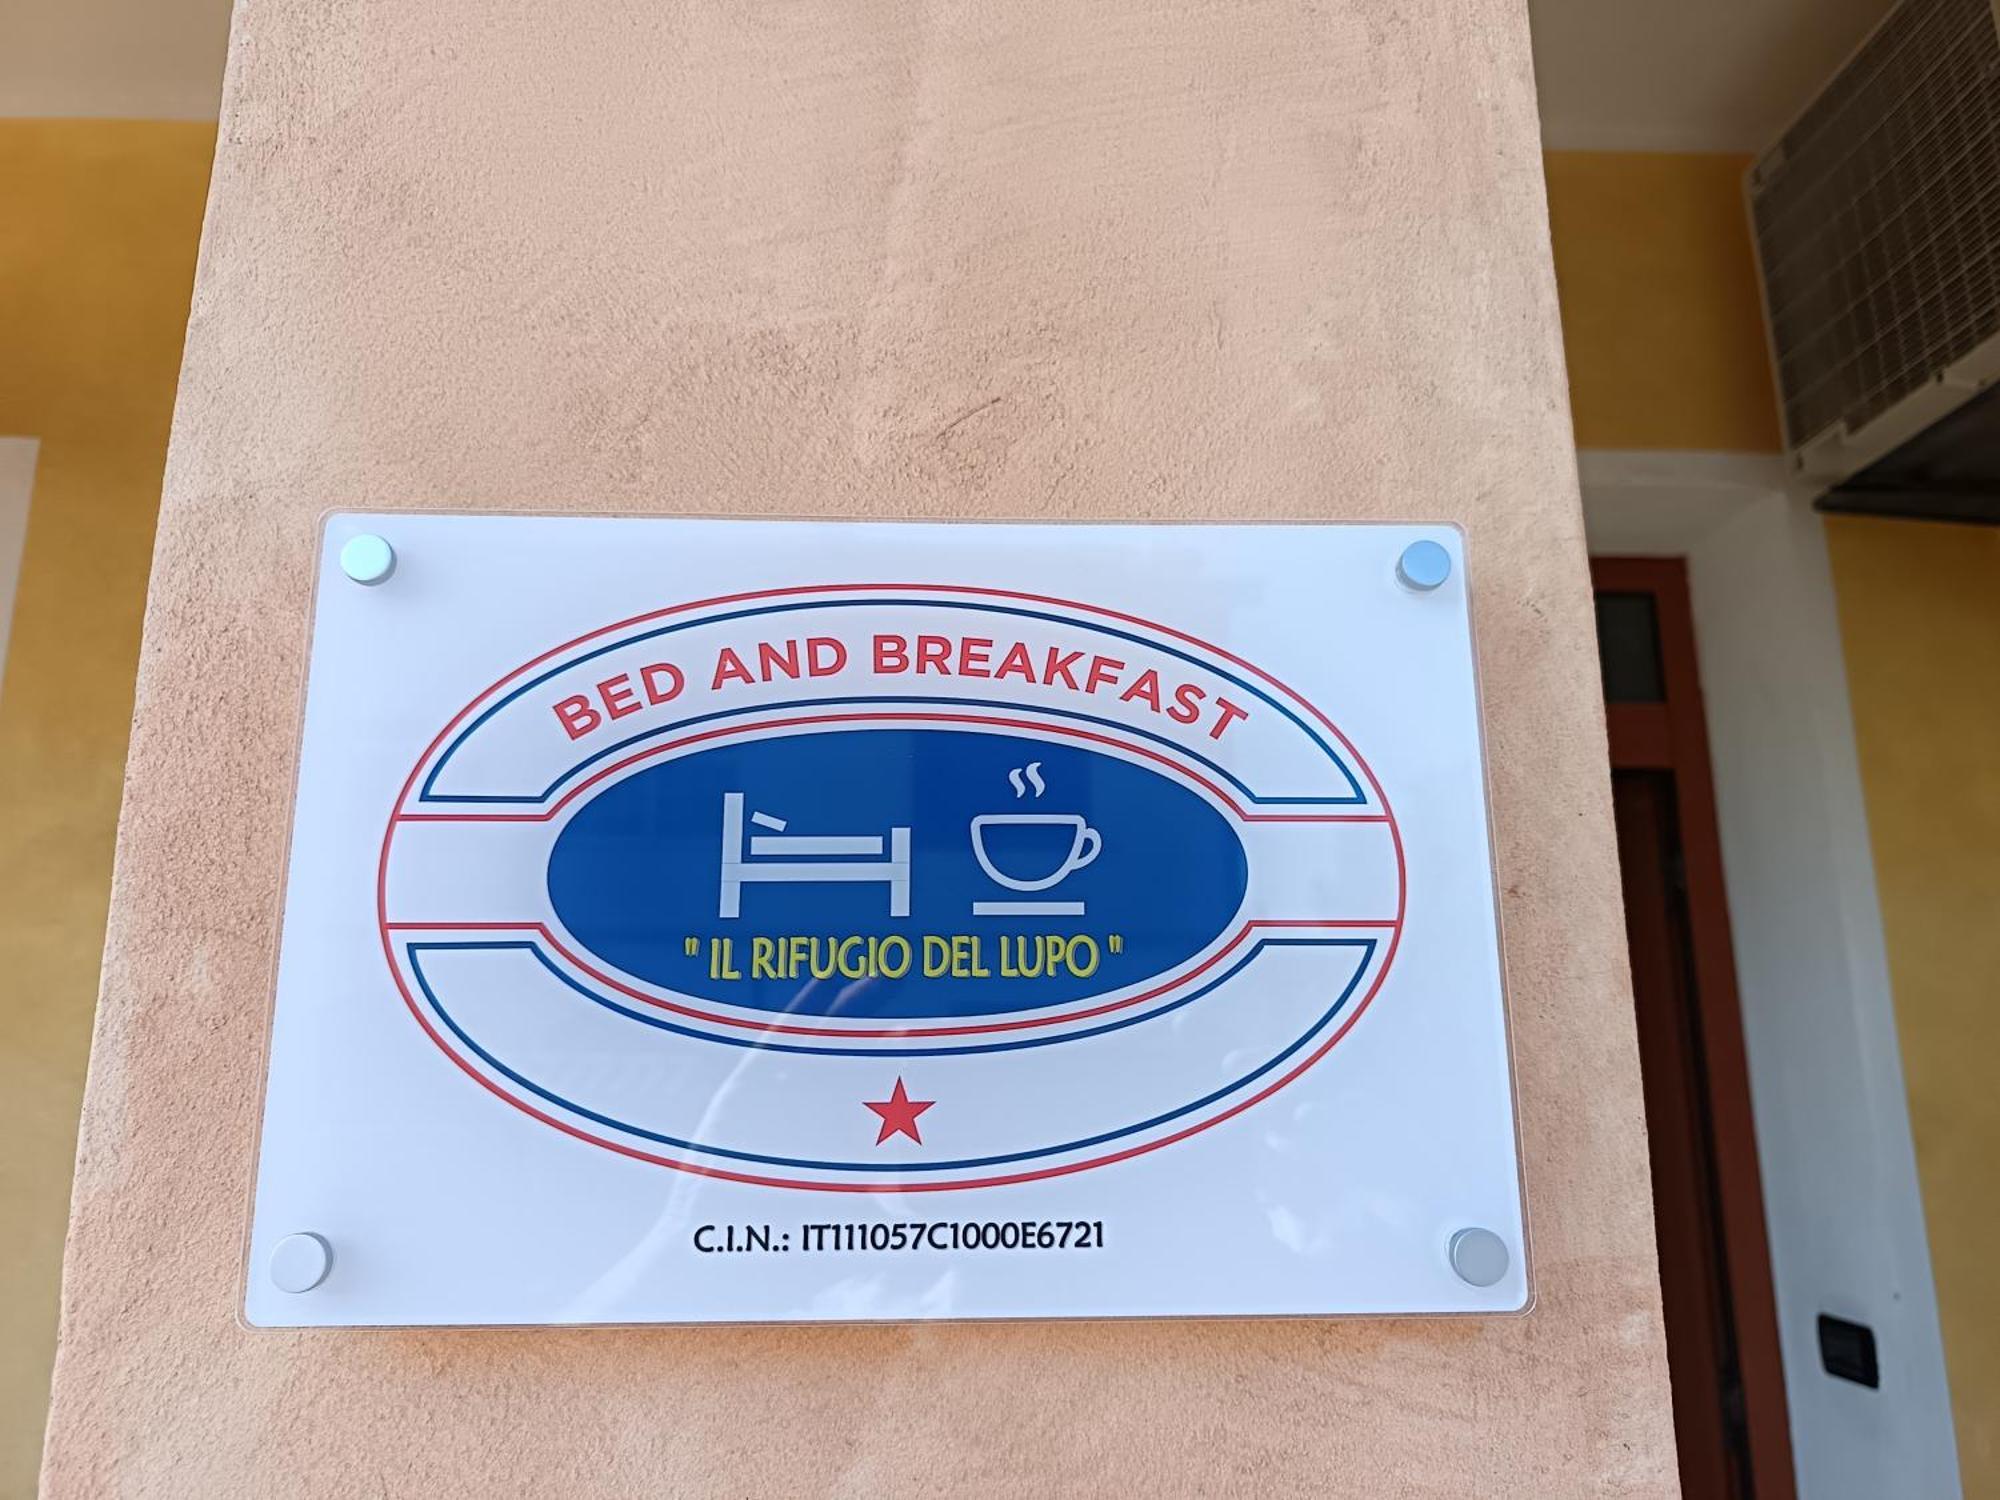 BED AND BREAKFAST
" IL RIFUGIO DEL LUPO "
C.I.N.: IT111057C1000E6721